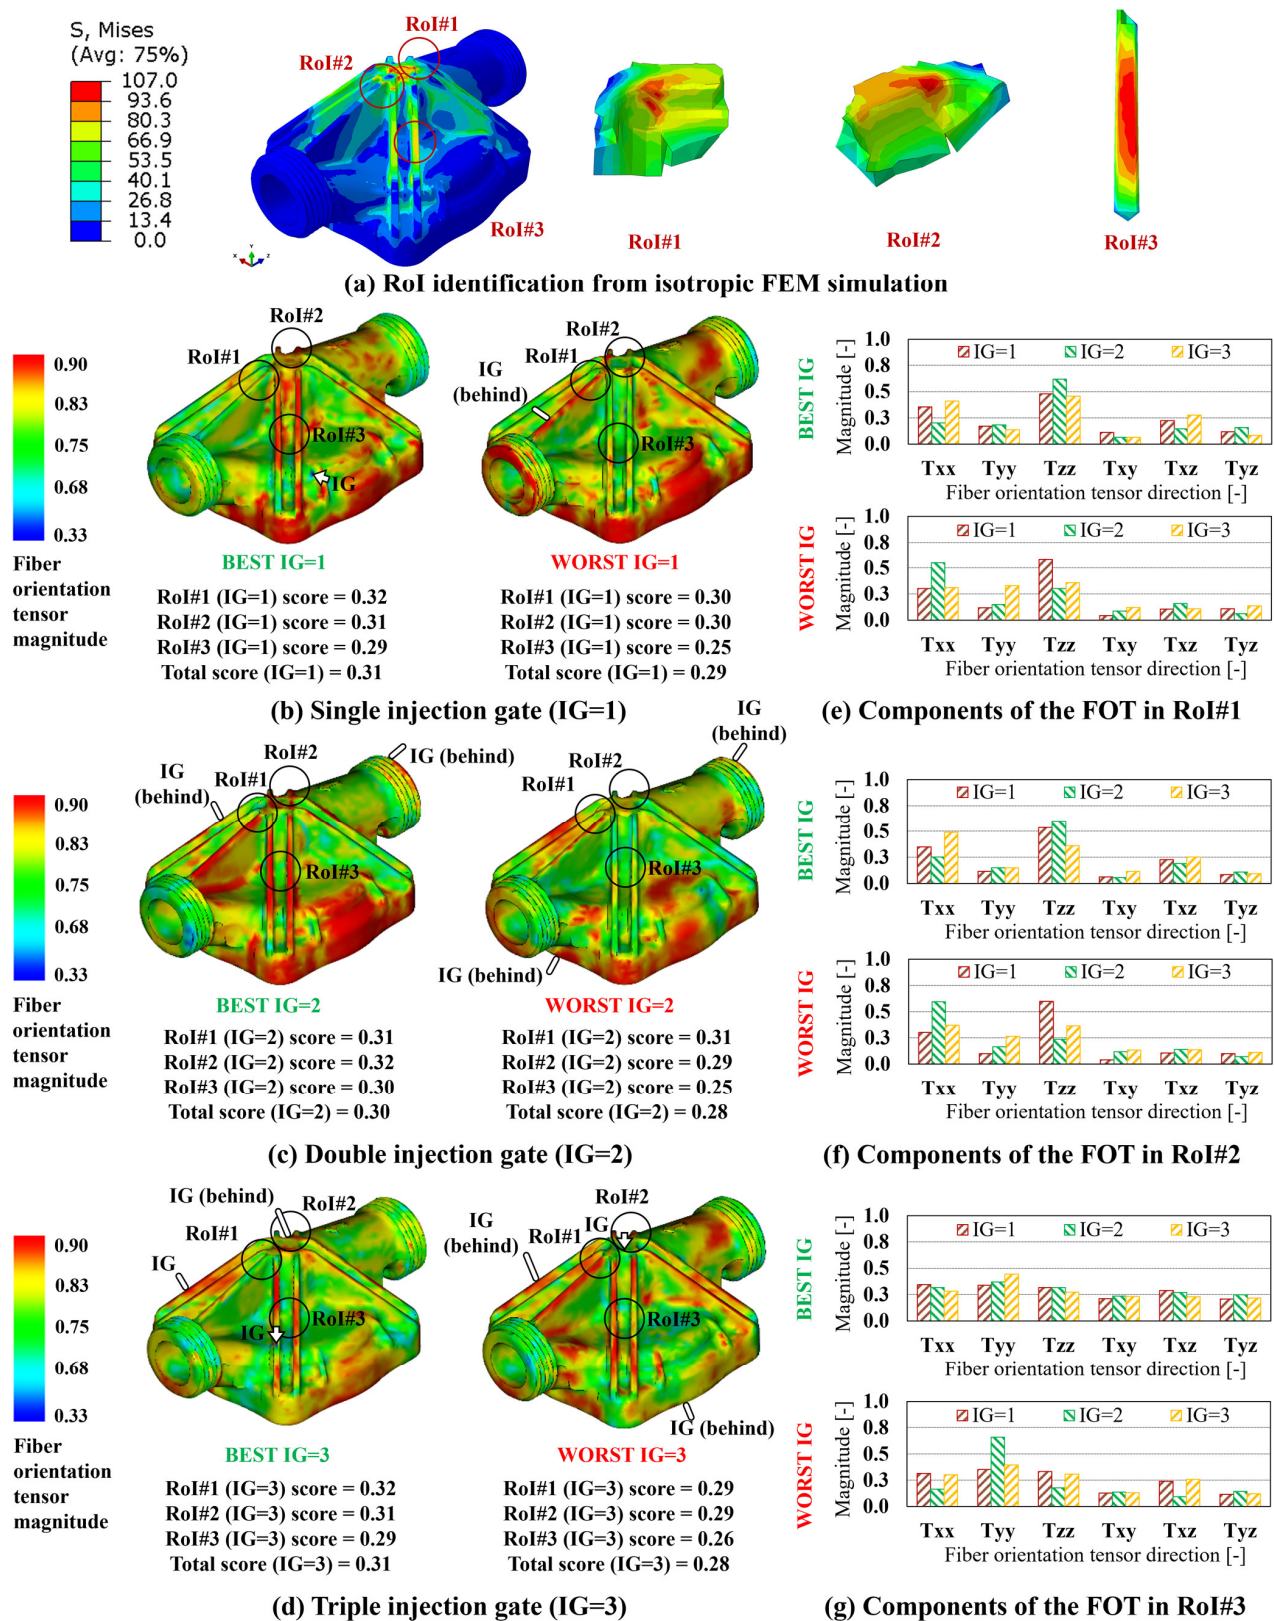 S, Mises
(Avg: 75%)
107.0
93.6
80.3
66.9
53.5
40.1
26.8
13.4
0.0
RoI#1
RoI#2
RoI#3
Y
X
Z
RoI#1
RoI#2
RoI#3
(a) RoI identification from isotropic FEM simulation
0.90
0.83
0.75
0.68
0.33
Fiber
orientation
tensor
magnitude
RoI#2
RoI#1
RoI#3
IG
BEST IG=1
RoI#1 (IG=1) score = 0.32
RoI#2 (IG=1) score = 0.31
RoI#3 (IG=1) score = 0.29
Total score (IG=1) = 0.31
RoI#2
RoI#1
IG
(behind)
RoI#3
WORST IG=1
RoI#1 (IG=1) score = 0.30
RoI#2 (IG=1) score = 0.30
RoI#3 (IG=1) score = 0.25
Total score (IG=1) = 0.29
(b) Single injection gate (IG=1)
BEST IG
Magnitude [-]
1.0
0.8
0.5
0.3
0.0
IG=1 IG=2 IG=3
Txx Tyy Tzz Txy Txz Tyz
Fiber orientation tensor direction [-]
WORST IG
Magnitude [-]
1.0
0.8
0.5
0.3
0.0
IG=1 IG=2 IG=3
Txx Tyy Tzz Txy Txz Tyz
Fiber orientation tensor direction [-]
(e) Components of the FOT in RoI#1
0.90
0.83
0.75
0.68
0.33
Fiber
orientation
tensor
magnitude
IG
(behind)
RoI#1
RoI#2
IG (behind)
RoI#3
BEST IG=2
RoI#1 (IG=2) score = 0.31
RoI#2 (IG=2) score = 0.32
RoI#3 (IG=2) score = 0.30
Total score (IG=2) = 0.30
IG
(behind)
RoI#2
RoI#1
RoI#3
IG (behind)
WORST IG=2
RoI#1 (IG=2) score = 0.31
RoI#2 (IG=2) score = 0.29
RoI#3 (IG=2) score = 0.25
Total score (IG=2) = 0.28
(c) Double injection gate (IG=2)
BEST IG
Magnitude [-]
1.0
0.8
0.5
0.3
0.0
IG=1 IG=2 IG=3
Txx Tyy Tzz Txy Txz Tyz
Fiber orientation tensor direction [-]
WORST IG
Magnitude [-]
1.0
0.8
0.5
0.3
0.0
IG=1 IG=2 IG=3
Txx Tyy Tzz Txy Txz Tyz
Fiber orientation tensor direction [-]
(f) Components of the FOT in RoI#2
0.90
0.83
0.75
0.68
0.33
Fiber
orientation
tensor
magnitude
IG (behind)
RoI#2
RoI#1
IG
RoI#3
IG
BEST IG=3
RoI#1 (IG=3) score = 0.32
RoI#2 (IG=3) score = 0.31
RoI#3 (IG=3) score = 0.29
Total score (IG=3) = 0.31
RoI#2
IG
RoI#1
IG
(behind)
RoI#3
IG (behind)
WORST IG=3
RoI#1 (IG=3) score = 0.29
RoI#2 (IG=3) score = 0.29
RoI#3 (IG=3) score = 0.26
Total score (IG=3) = 0.28
(d) Triple injection gate (IG=3)
BEST IG
Magnitude [-]
1.0
0.8
0.5
0.3
0.0
IG=1 IG=2 IG=3
Txx Tyy Tzz Txy Txz Tyz
Fiber orientation tensor direction [-]
WORST IG
Magnitude [-]
1.0
0.8
0.5
0.3
0.0
IG=1 IG=2 IG=3
Txx Tyy Tzz Txy Txz Tyz
Fiber orientation tensor direction [-]
(g) Components of the FOT in RoI#3